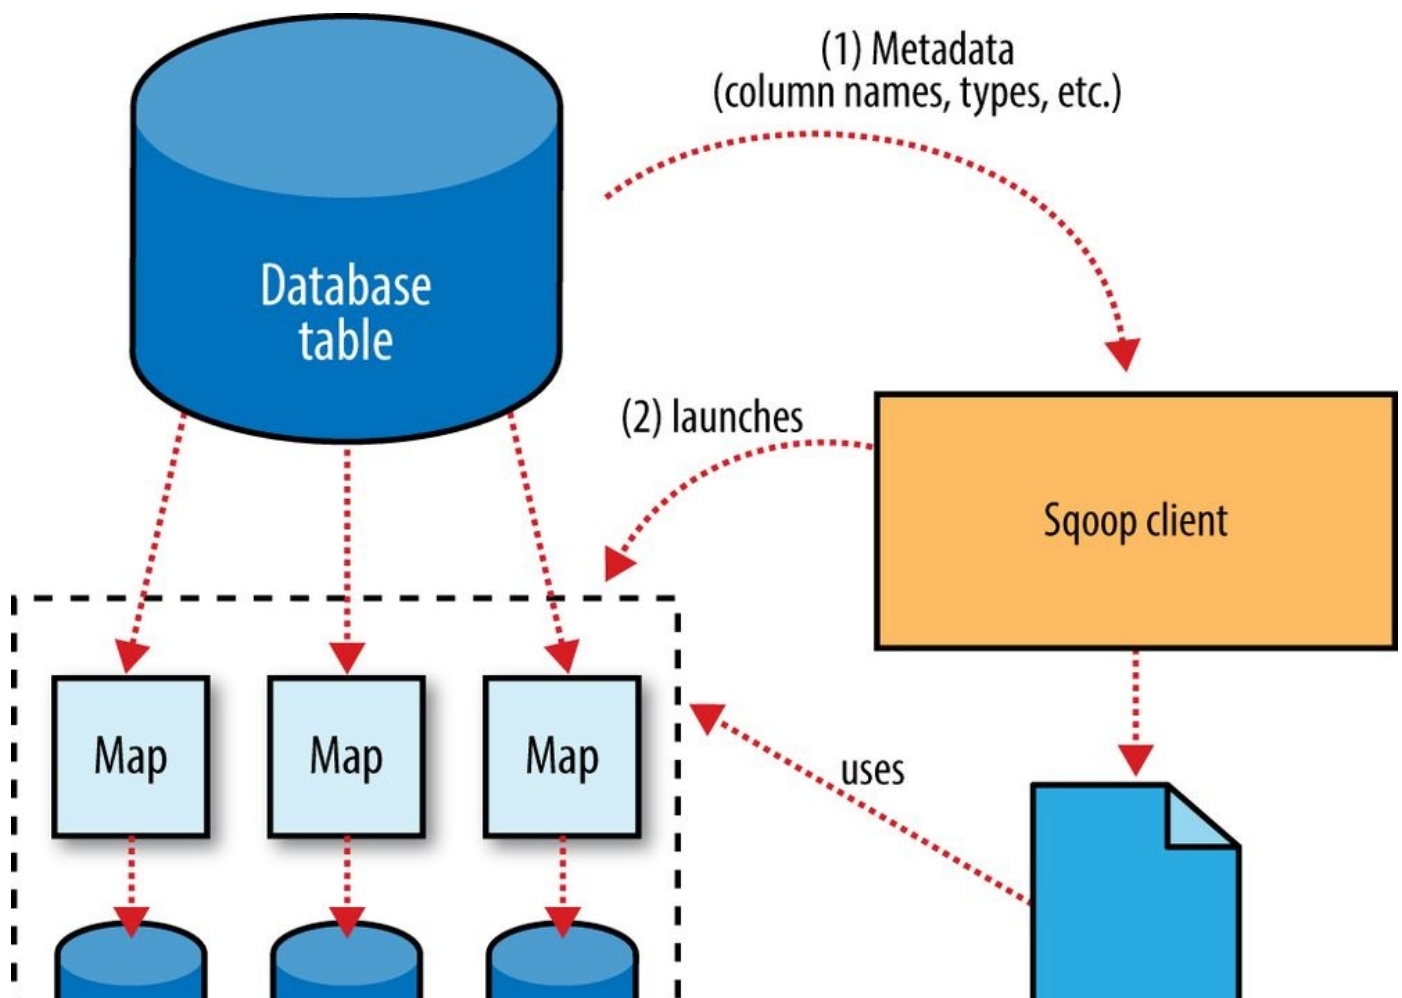 (1) Metadata
(column names, types, etc.)
Database
table
(2) launches
Sqoop client
Map
Map
Map
uses